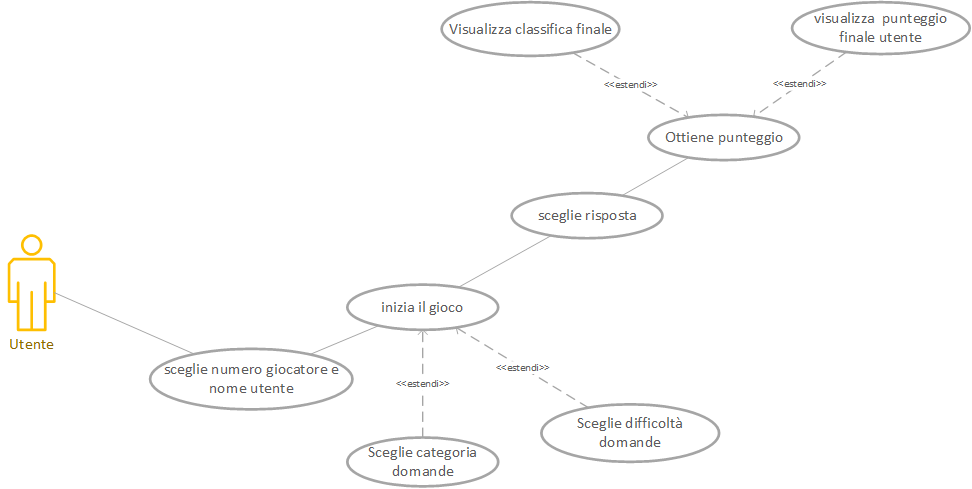 Visualizza classifica finale
visualizza punteggio
finale utente
<<estendi>>
<<estendi>>
Ottiene punteggio
sceglie risposta
inizia il gioco
Utente
sceglie numero giocatore e
nome utente
<<estendi>>
<<estendi>>
Sceglie difficoltà
domande
Sceglie categoria
domande